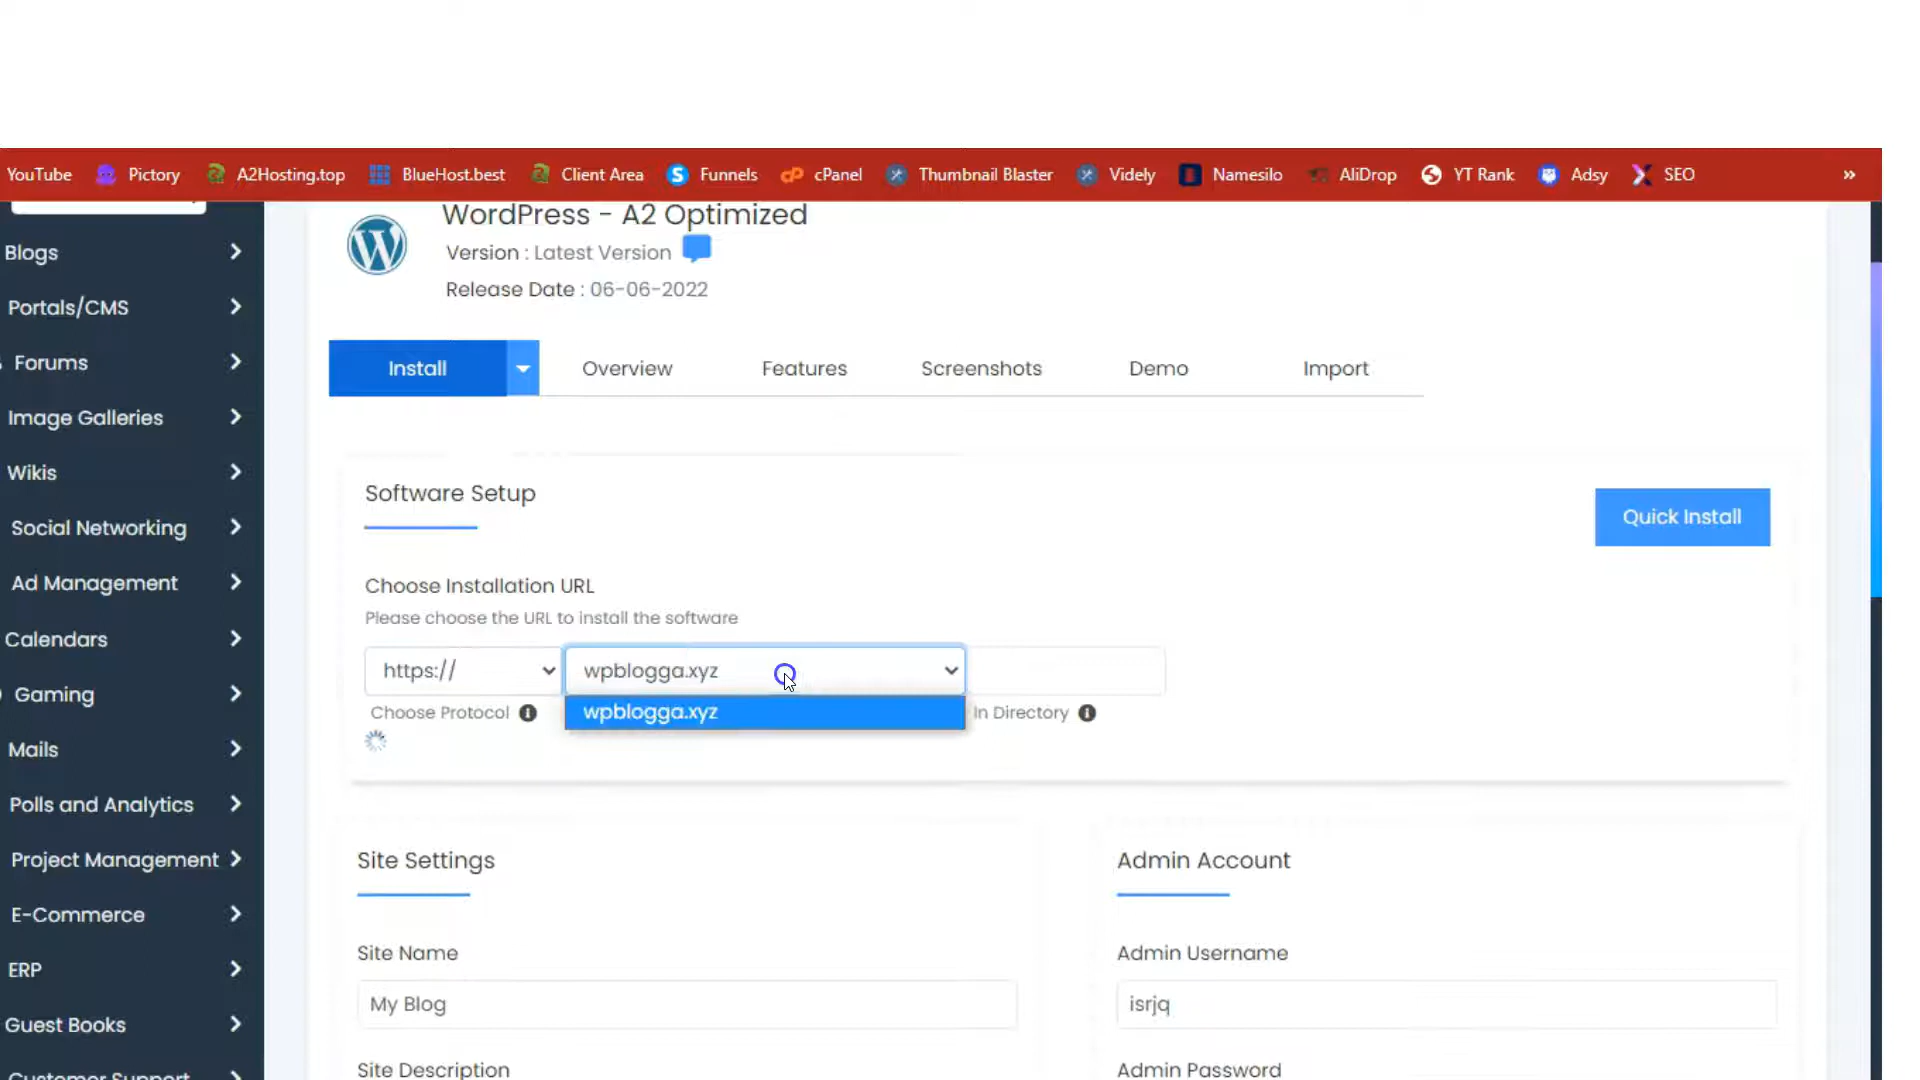 YouTube Pictory A2Hosting.top BlueHost.best Client Area Funnels cPanel Thumbnail Blaster Videly Namesilo AliDrop YT Rank Adsy SEO »
Blogs
Portals/CMS
Forums
Image Galleries
Wikis
Social Networking
Ad Management
Calendars
Gaming
Mails
Polls and Analytics
Project Management
E-Commerce
ERP
Guest Books
Customer Support
WordPress - A2 Optimized
Version : Latest Version
Release Date : 06-06-2022
Install Overview Features Screenshots Demo Import
Software Setup
Quick Install
Choose Installation URL
Please choose the URL to install the software
https:// wpblogga.xyz
Choose Protocol wpblogga.xyz In Directory
Site Settings
Site Name
My Blog
Site Description
Admin Account
Admin Username
isrjq
Admin Password